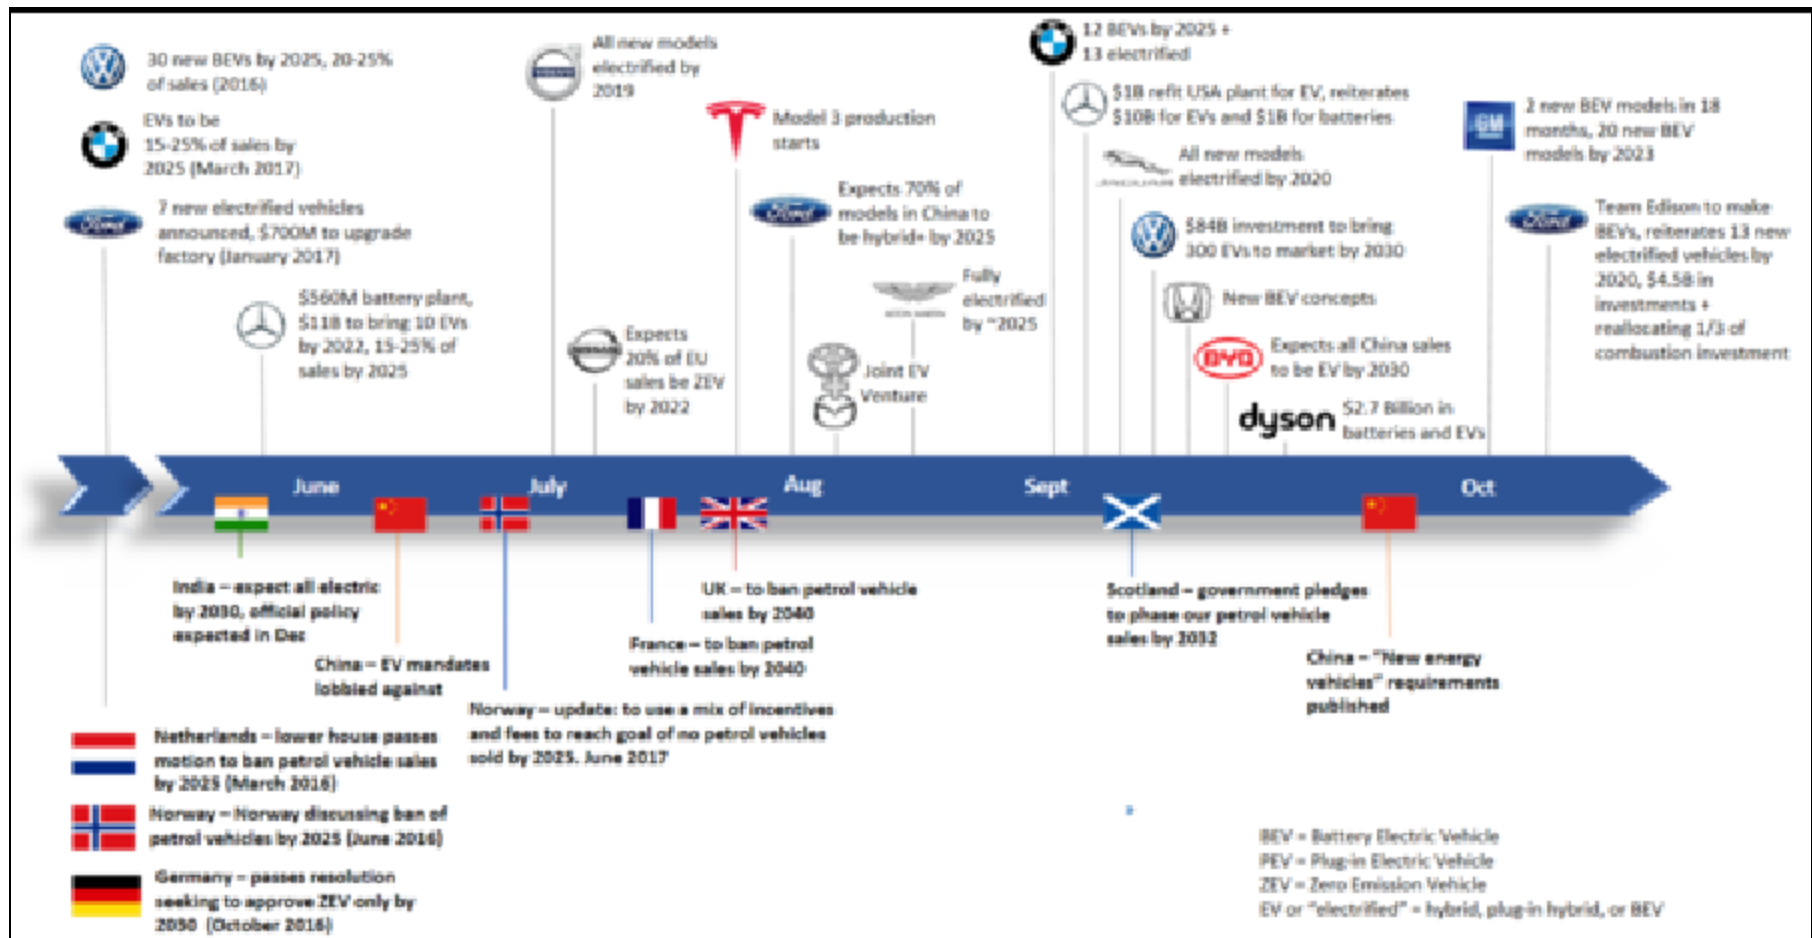 30 new BEVs by 2025, 20-25%
of sales (2016)
EVs to be
15-25% of sales by
2025 (March 2017)
Ford
7 new electrified vehicles
announced, $700M to upgrade
factory (January 2017)
$560M battery plant,
$11B to bring 10 EVs
by 2022, 15-25% of
sales by 2025
All new models
electrified by
2019
NISSAN
Expects
20% of EU
sales be ZEV
by 2022
Model 3 production
starts
Ford
Expects 70% of
models in China to
be hybrid+ by 2025
Joint EV
Venture
Fully
electrified
by ~2025
12 BEVs by 2025 +
13 electrified
$1B refit USA plant for EV, reiterates
$10B for EVs and $1B for batteries
JAGUAR
All new models
electrified by 2020
$84B investment to bring
300 EVs to market by 2030
New BEV concepts
BYD
Expects all China sales
to be EV by 2030
dyson
$2.7 Billion in
batteries and EVs
GM
2 new BEV models in 18
months, 20 new BEV
models by 2023
Ford
Team Edison to make
BEVs, reiterates 13 new
electrified vehicles by
2020, $4.5B in
investments +
reallocating 1/3 of
combustion investment
June
July
Aug
Sept
Oct
India – expect all electric
by 2030, official policy
expected in Dec
China – EV mandates
lobbied against
Norway – update: to use a mix of incentives
and fees to reach goal of no petrol vehicles
sold by 2025. June 2017
France – to ban petrol
vehicle sales by 2040
UK – to ban petrol vehicle
sales by 2040
Scotland – government pledges
to phase our petrol vehicle
sales by 2032
China – "New energy
vehicles" requirements
published
Netherlands – lower house passes
motion to ban petrol vehicle sales
by 2025 (March 2016)
Norway – Norway discussing ban of
petrol vehicles by 2025 (June 2016)
Germany – passes resolution
seeking to approve ZEV only by
2030 (October 2016)
BEV = Battery Electric Vehicle
PEV = Plug-in Electric Vehicle
ZEV = Zero Emission Vehicle
EV or "electrified" = hybrid, plug-in hybrid, or BEV